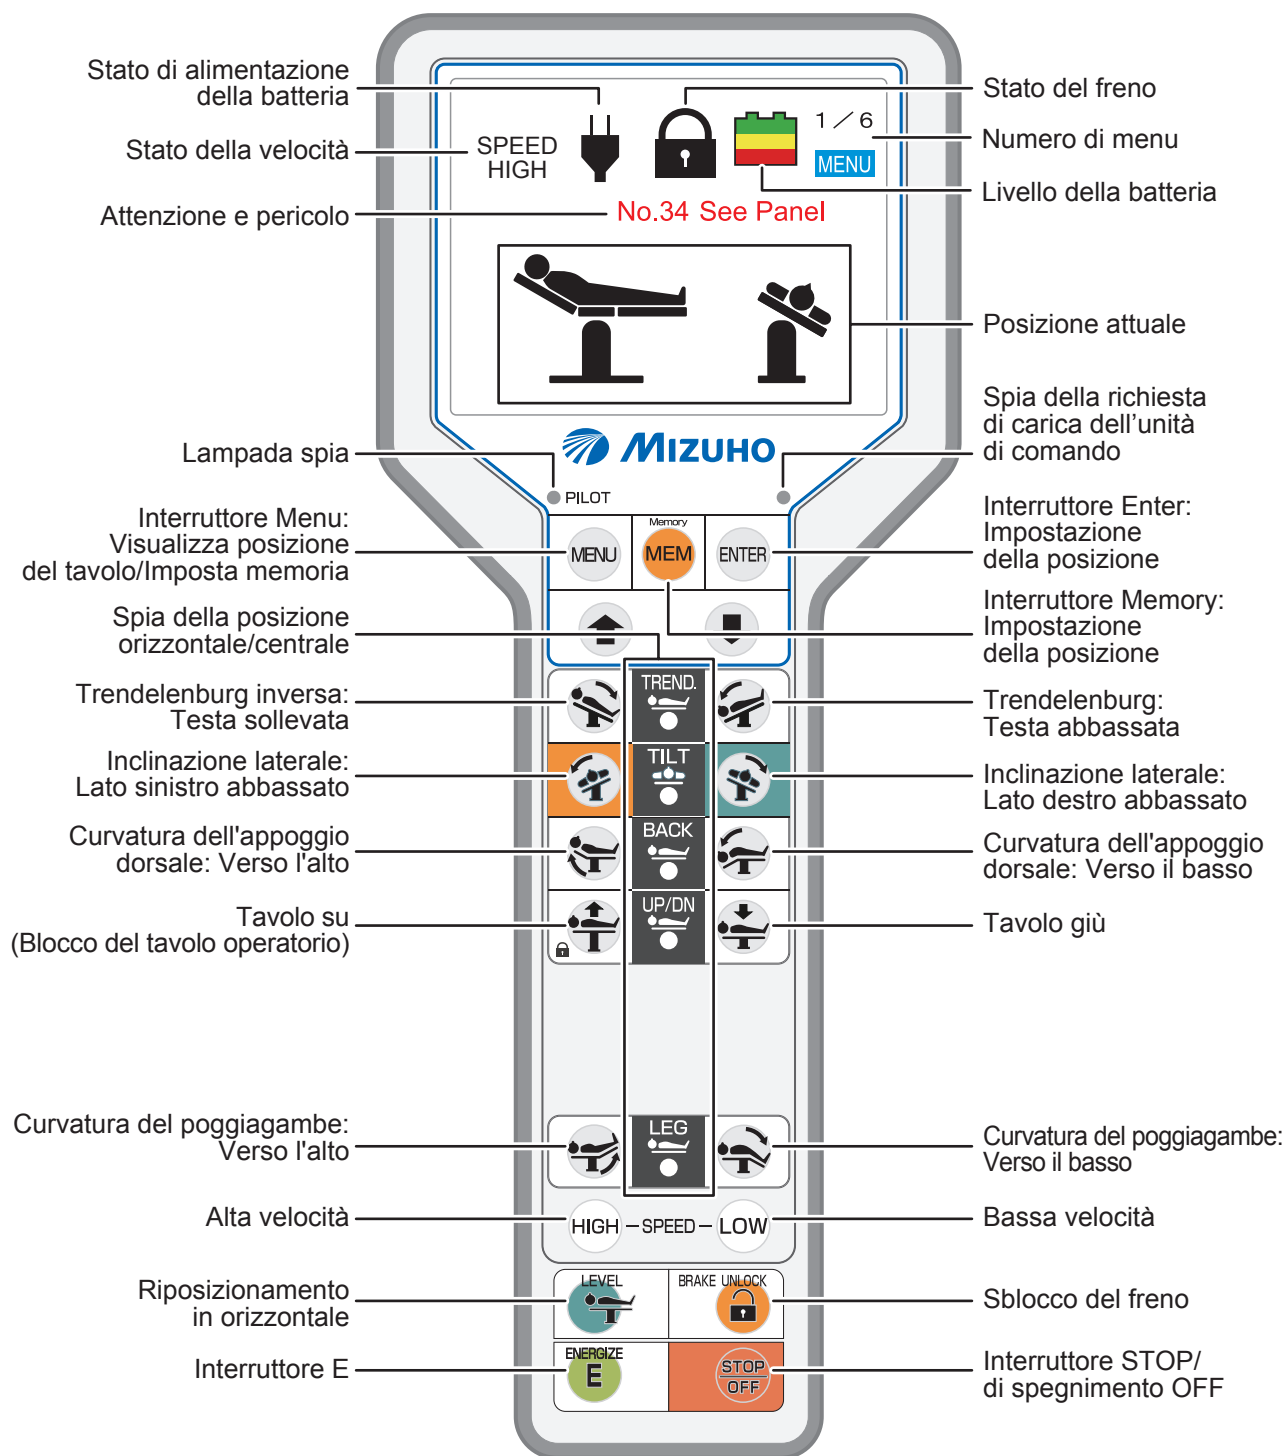 Stato di alimentazione
della batteria
Stato della velocità
Attenzione e pericolo
SPEED
HIGH
1／6
MENU
No.34 See Panel
Stato del freno
Numero di menu
Livello della batteria
Posizione attuale
Spia della richiesta
di carica dell’unità
di comando
Lampada spia
MIZUHO
PILOT
Interruttore Menu:
Visualizza posizione
del tavolo/Imposta memoria
MENU
Memory
MEM
ENTER
Interruttore Enter:
Impostazione
della posizione
Spia della posizione
orizzontale/centrale
Interruttore Memory:
Impostazione
della posizione
Trendelenburg inversa:
Testa sollevata
TREND.
Trendelenburg:
Testa abbassata
Inclinazione laterale:
Lato sinistro abbassato
TILT
Inclinazione laterale:
Lato destro abbassato
Curvatura dell'appoggio
dorsale: Verso l'alto
BACK
Curvatura dell'appoggio
dorsale: Verso il basso
Tavolo su
(Blocco del tavolo operatorio)
UP/DN
Tavolo giù
Curvatura del poggiagambe:
Verso l'alto
LEG
Curvatura del poggiagambe:
Verso il basso
Alta velocità
HIGH – SPEED – LOW
Bassa velocità
Riposizionamento
in orizzontale
LEVEL
BRAKE UNLOCK
Sblocco del freno
Interruttore E
ENERGIZE
E
STOP
OFF
Interruttore STOP/
di spegnimento OFF